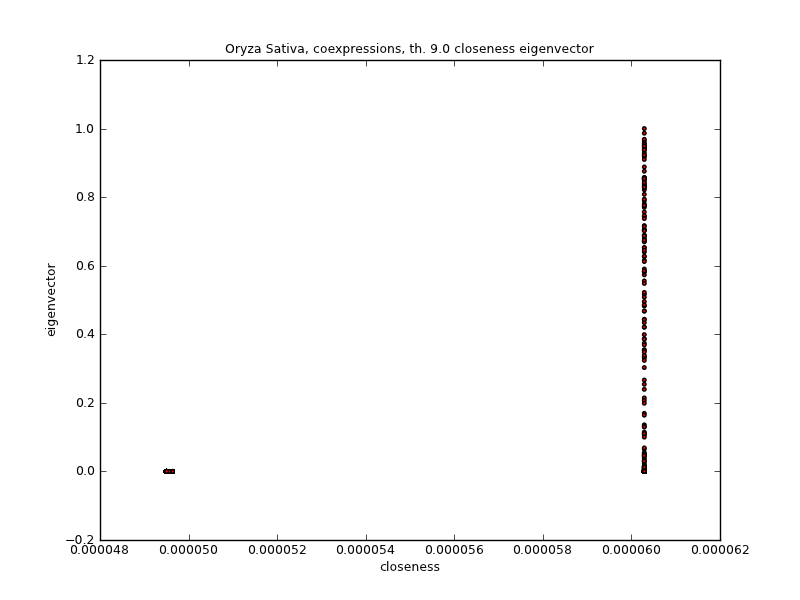 Oryza Sativa, coexpressions, th. 9.0 closeness eigenvector
1.2
1.0
0.8
0.6
0.4
0.2
0.0
−0.2
eigenvector
0.000048 0.000050 0.000052 0.000054 0.000056 0.000058 0.000060 0.000062
closeness